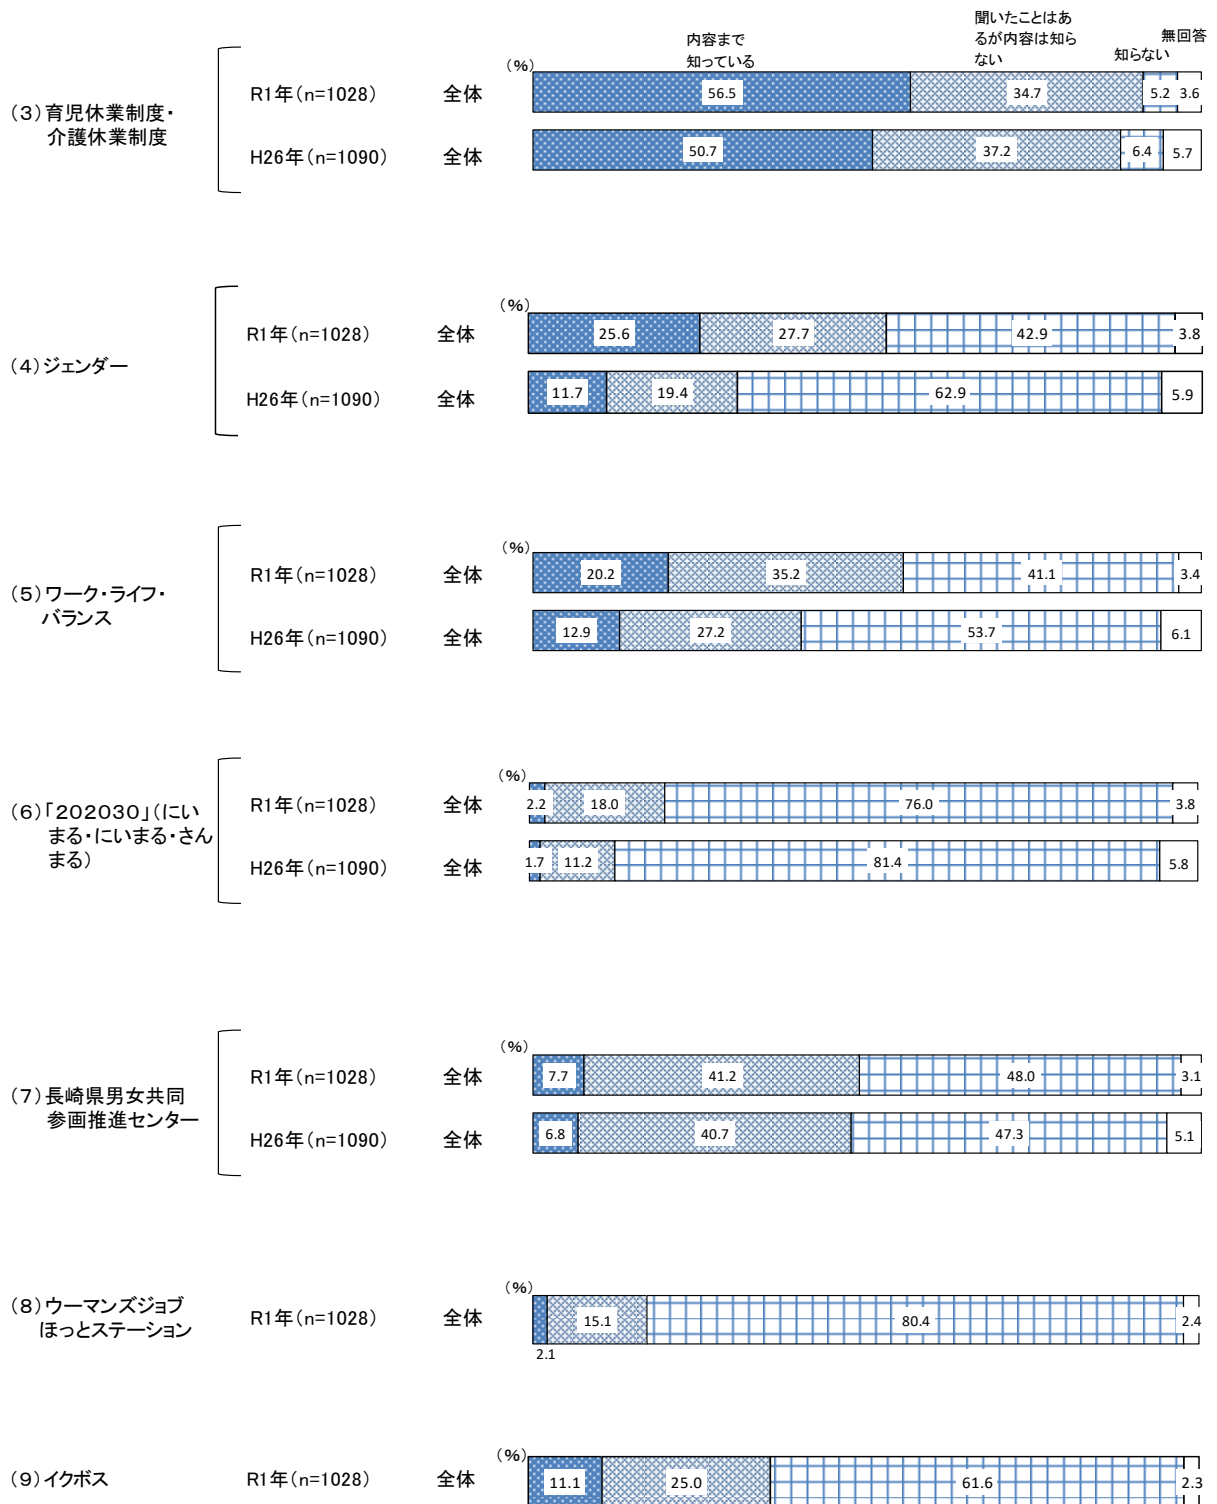 内容まで
知っている
聞いたことはあ
るが内容は知ら
ない
知らない
無回答
(%)
(3)育児休業制度・
介護休業制度
R1年(n=1028) 全体 56.5 34.7 5.2 3.6
H26年(n=1090) 全体 50.7 37.2 6.4 5.7
(%)
(4)ジェンダー
R1年(n=1028) 全体 25.6 27.7 42.9 3.8
H26年(n=1090) 全体 11.7 19.4 62.9 5.9
(%)
(5)ワーク・ライフ・
バランス
R1年(n=1028) 全体 20.2 35.2 41.1 3.4
H26年(n=1090) 全体 12.9 27.2 53.7 6.1
(%)
(6)「202030」(にい
まる・にいまる・さん
まる)
R1年(n=1028) 全体 2.2 18.0 76.0 3.8
H26年(n=1090) 全体 1.7 11.2 81.4 5.8
(%)
(7)長崎県男女共同
参画推進センター
R1年(n=1028) 全体 7.7 41.2 48.0 3.1
H26年(n=1090) 全体 6.8 40.7 47.3 5.1
(%)
(8)ウーマンズジョブ
ほっとステーション
R1年(n=1028) 全体 15.1 80.4 2.4
2.1
(%)
(9)イクボス R1年(n=1028) 全体 11.1 25.0 61.6 2.3